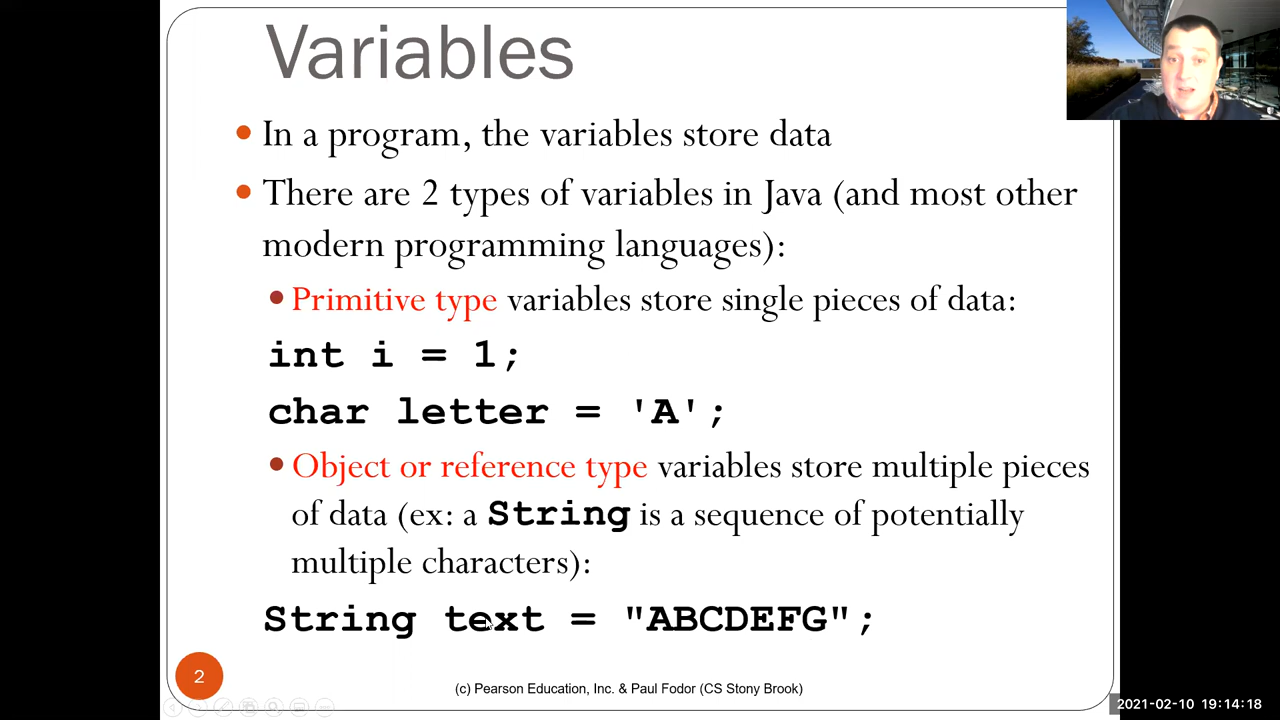 Variables
In a program, the variables store data
There are 2 types of variables in Java (and most other
modern programming languages):
Primitive type variables store single pieces of data:
int i = 1;
char letter = 'A';
Object or reference type variables store multiple pieces
of data (ex: a String is a sequence of potentially
multiple characters):
String text = "ABCDEFG";
2
(c) Pearson Education, Inc. & Paul Fodor (CS Stony Brook)
2021-02-10 19:14:18